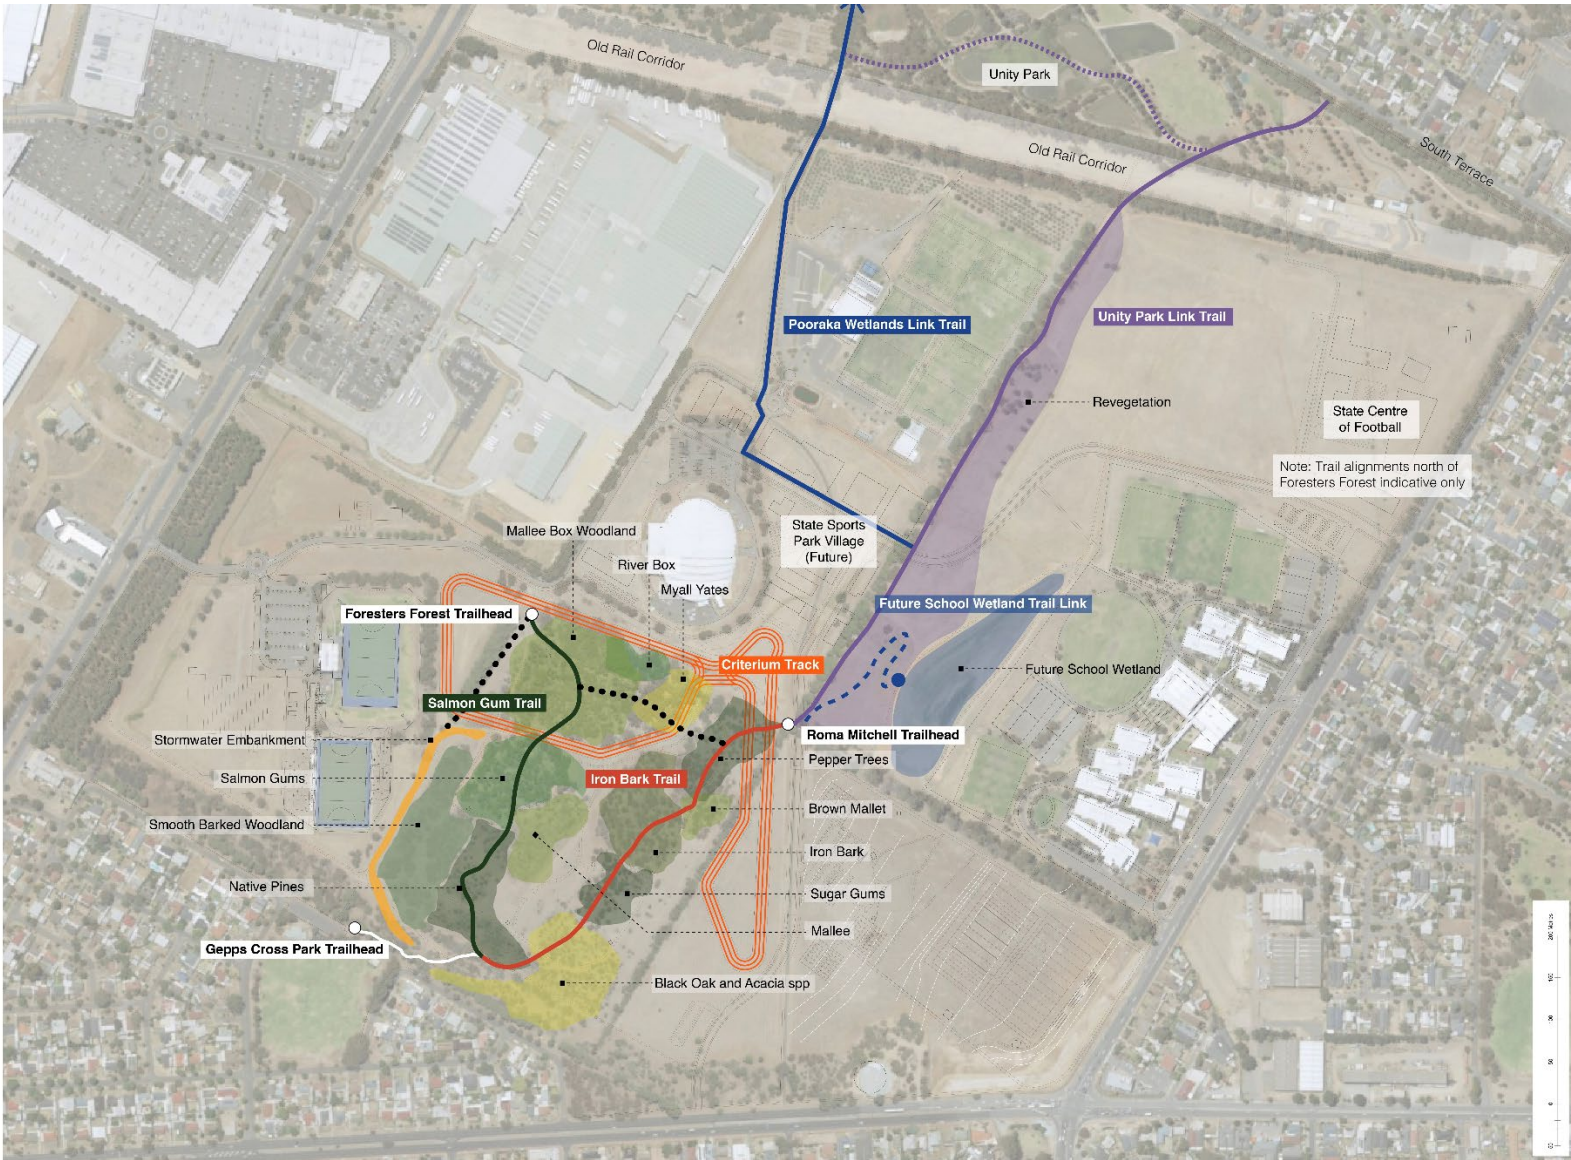 Old Rail Corridor
Unity Park
Old Rail Corridor
South Terrace
Pooraka Wetlands Link Trail
Unity Park Link Trail
Revegetation
State Centre
of Football
Note: Trail alignments north of
Foresters Forest indicative only
Mallee Box Woodland
State Sports
Park Village
(Future)
River Box
Myall Yates
Foresters Forest Trailhead
Future School Wetland Trail Link
Criterium Track
Future School Wetland
Salmon Gum Trail
Stormwater Embankment
Roma Mitchell Trailhead
Pepper Trees
Salmon Gums
Iron Bark Trail
Brown Mallet
Smooth Barked Woodland
Iron Bark
Native Pines
Sugar Gums
Mallee
Gepps Cross Park Trailhead
Black Oak and Acacia spp